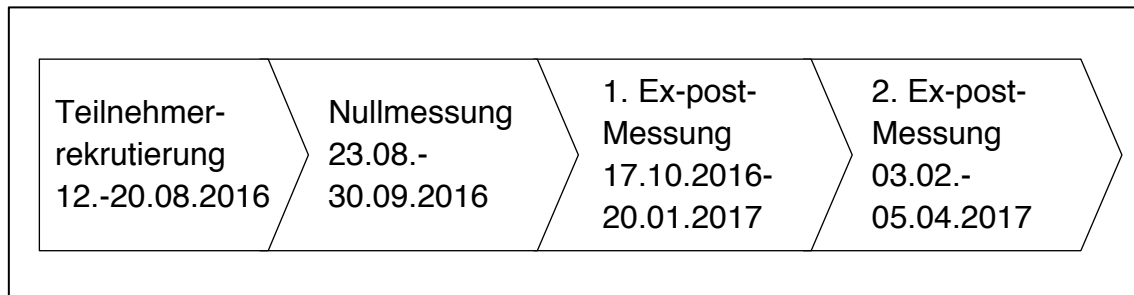 Teilnehmer-
rekrutierung
12.-20.08.2016
Nullmessung
23.08.-
30.09.2016
1. Ex-post-
Messung
17.10.2016-
20.01.2017
2. Ex-post-
Messung
03.02.-
05.04.2017